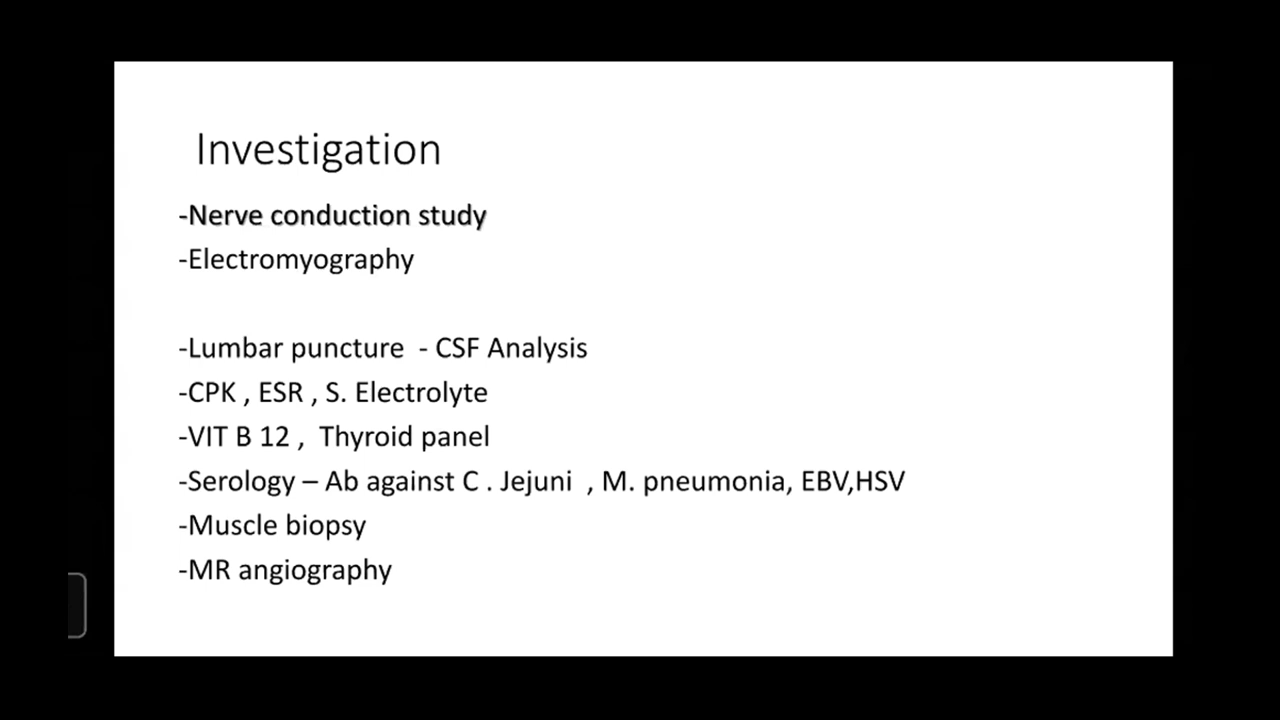 Investigation
-Nerve conduction study
-Electromyography
-Lumbar puncture - CSF Analysis
-CPK , ESR , S. Electrolyte
-VIT B 12 , Thyroid panel
-Serology – Ab against C . Jejuni , M. pneumonia, EBV,HSV
-Muscle biopsy
-MR angiography